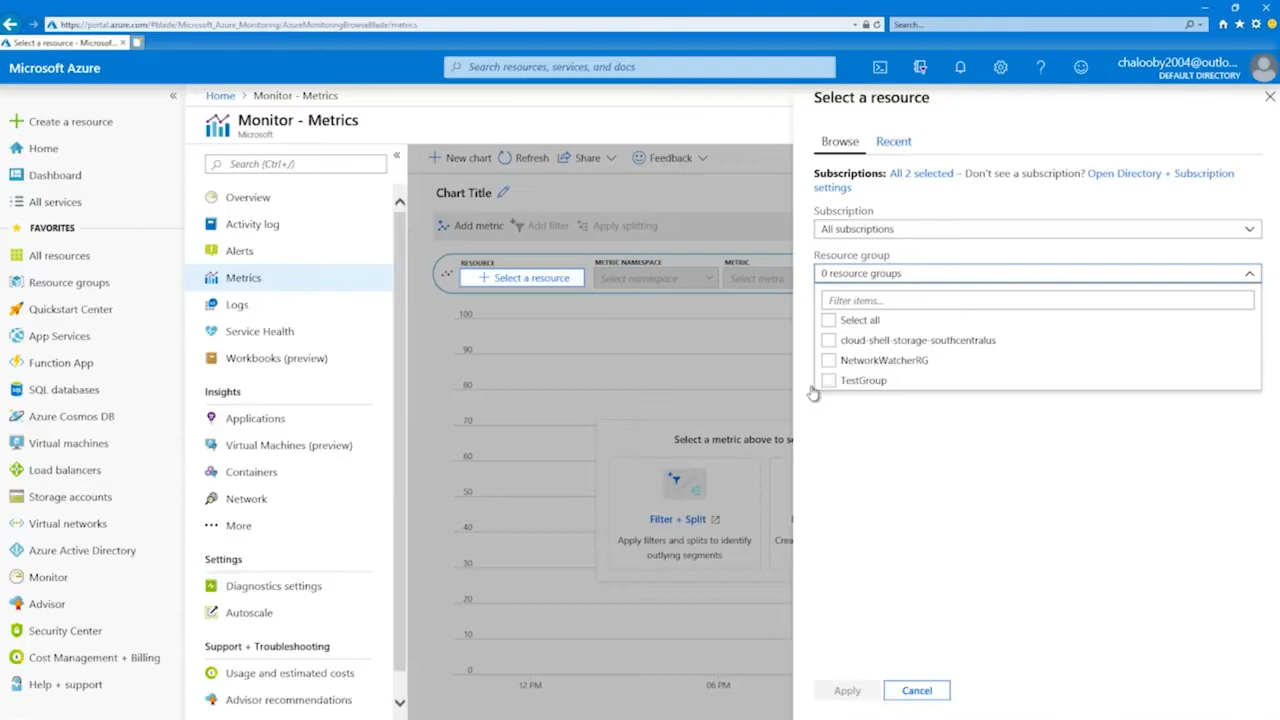 https://portal.azure.com/#blade/Microsoft_Azure_Monitoring/AzureMonitoringBrowseBlade/metrics
Search...
Select a resource - Microsof...
Microsoft Azure
Search resources, services, and docs
chalooby2004@outlo...
DEFAULT DIRECTORY
Create a resource
Home
Dashboard
All services
FAVORITES
All resources
Resource groups
Quickstart Center
App Services
Function App
SQL databases
Azure Cosmos DB
Virtual machines
Load balancers
Storage accounts
Virtual networks
Azure Active Directory
Monitor
Advisor
Security Center
Cost Management + Billing
Help + support
Home > Monitor - Metrics
Monitor - Metrics
Microsoft
Search (Ctrl+/)
Overview
Activity log
Alerts
Metrics
Logs
Service Health
Workbooks (preview)
Insights
Applications
Virtual Machines (preview)
Containers
Network
More
Settings
Diagnostics settings
Autoscale
Support + Troubleshooting
Usage and estimated costs
Advisor recommendations
New chart Refresh Share Feedback
Chart Title
Add metric Add filter Apply splitting
RESOURCE METRIC NAMESPACE METRIC
+ Select a resource Select namespace Select metri
100
90
80
70
60
50
40
30
20
10
0
12 PM 06 PM
Select a metric above to se
Filter + Split
Apply filters and splits to identify
outlying segments
Crea
Select a resource
Browse Recent
Subscriptions: All 2 selected – Don't see a subscription? Open Directory + Subscription
settings
Subscription
All subscriptions
Resource group
0 resource groups
Filter items...
Select all
cloud-shell-storage-southcentralus
NetworkWatcherRG
TestGroup
Apply Cancel